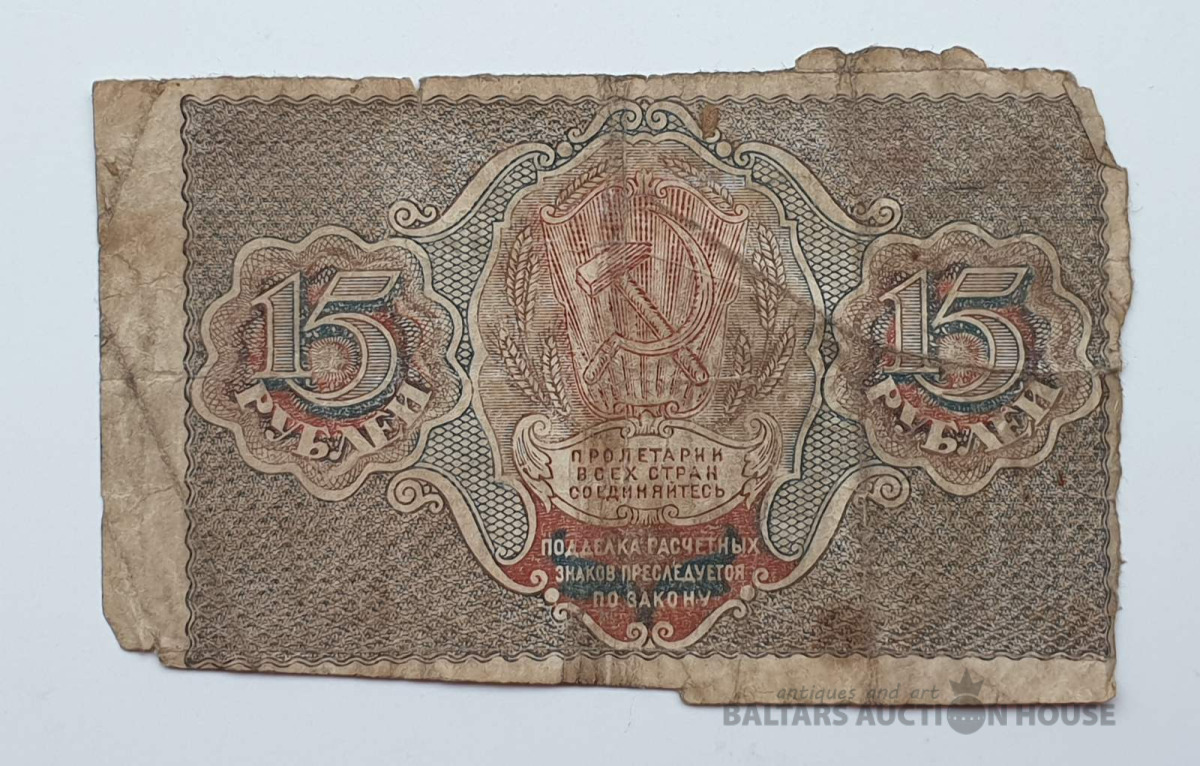 15
РУБЛЕЙ
15
РУБЛЕЙ
ПРОЛЕТАРИИ
ВСЕХ СТРАН
СОЕДИНЯЙТЕСЬ
ПОДДЕЛКА РАСЧЕТНЫХ
ЗНАКОВ ПРЕСЛЕДУЕТСЯ
ПО ЗАКОНУ
antiques and art
BALTARS AUCTION HOUSE